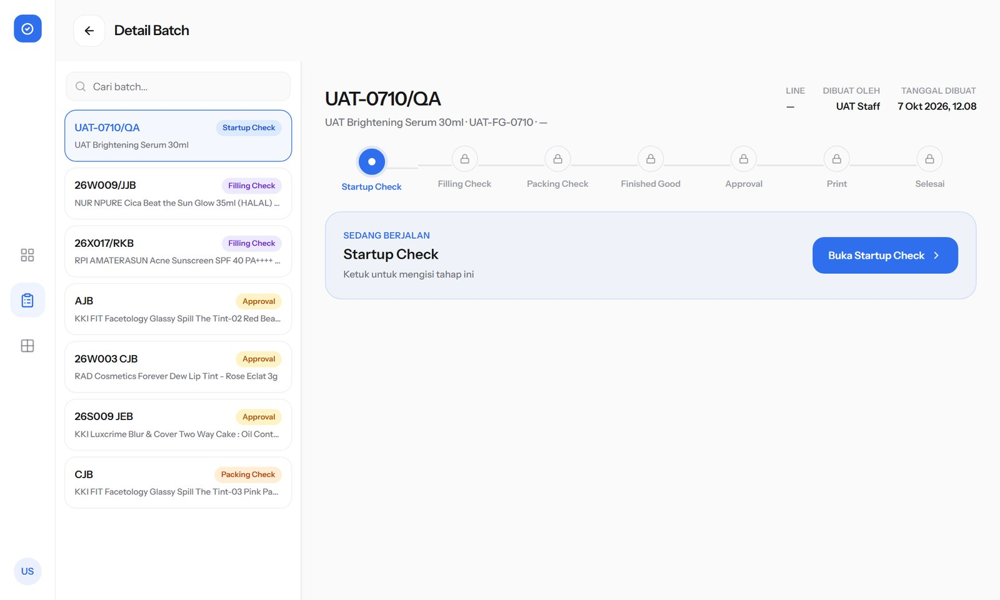 Detail Batch
Cari batch...
UAT-0710/QA
Startup Check
UAT Brightening Serum 30ml
26W009/JJB
Filling Check
NUR NPURE Cica Beat the Sun Glow 35ml (HALAL) ...
26X017/RKB
Filling Check
RPI AMATERASUN Acne Sunscreen SPF 40 PA++++ ...
AJB
Approval
KKI FIT Facetology Glassy Spill The Tint-02 Red Bea...
26W003 CJB
Approval
RAD Cosmetics Forever Dew Lip Tint - Rose Eclat 3g
26S009 JEB
Approval
KKI Luxcrime Blur & Cover Two Way Cake : Oil Cont...
CJB
Packing Check
KKI FIT Facetology Glassy Spill The Tint-03 Pink Pa...
US
UAT-0710/QA
UAT Brightening Serum 30ml · UAT-FG-0710 · —
LINE
—
DIBUAT OLEH
UAT Staff
TANGGAL DIBUAT
7 Okt 2026, 12.08
Startup Check
Filling Check
Packing Check
Finished Good
Approval
Print
Selesai
SEDANG BERJALAN
Startup Check
Ketuk untuk mengisi tahap ini
Buka Startup Check